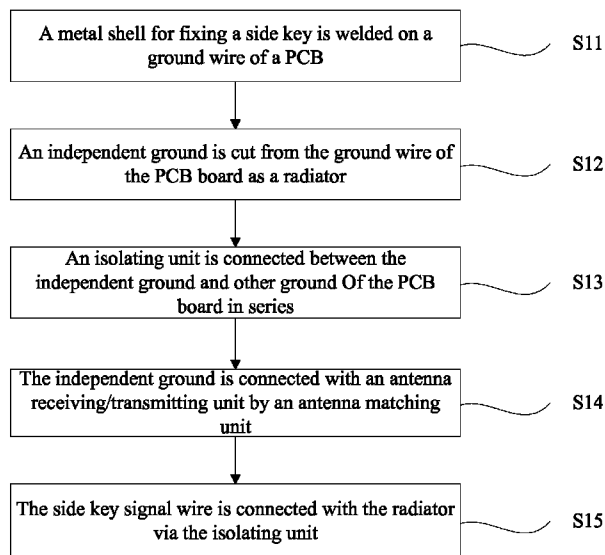 A metal shell for fixing a side key is welded on a
ground wire of a PCB
S11
An independent ground is cut from the ground wire of
the PCB board as a radiator
S12
An isolating unit is connected between the
independent ground and other ground Of the PCB
board in series
S13
The independent ground is connected with an antenna
receiving/transmitting unit by an antenna matching
unit
S14
The side key signal wire is connected with the radiator
via the isolating unit
S15